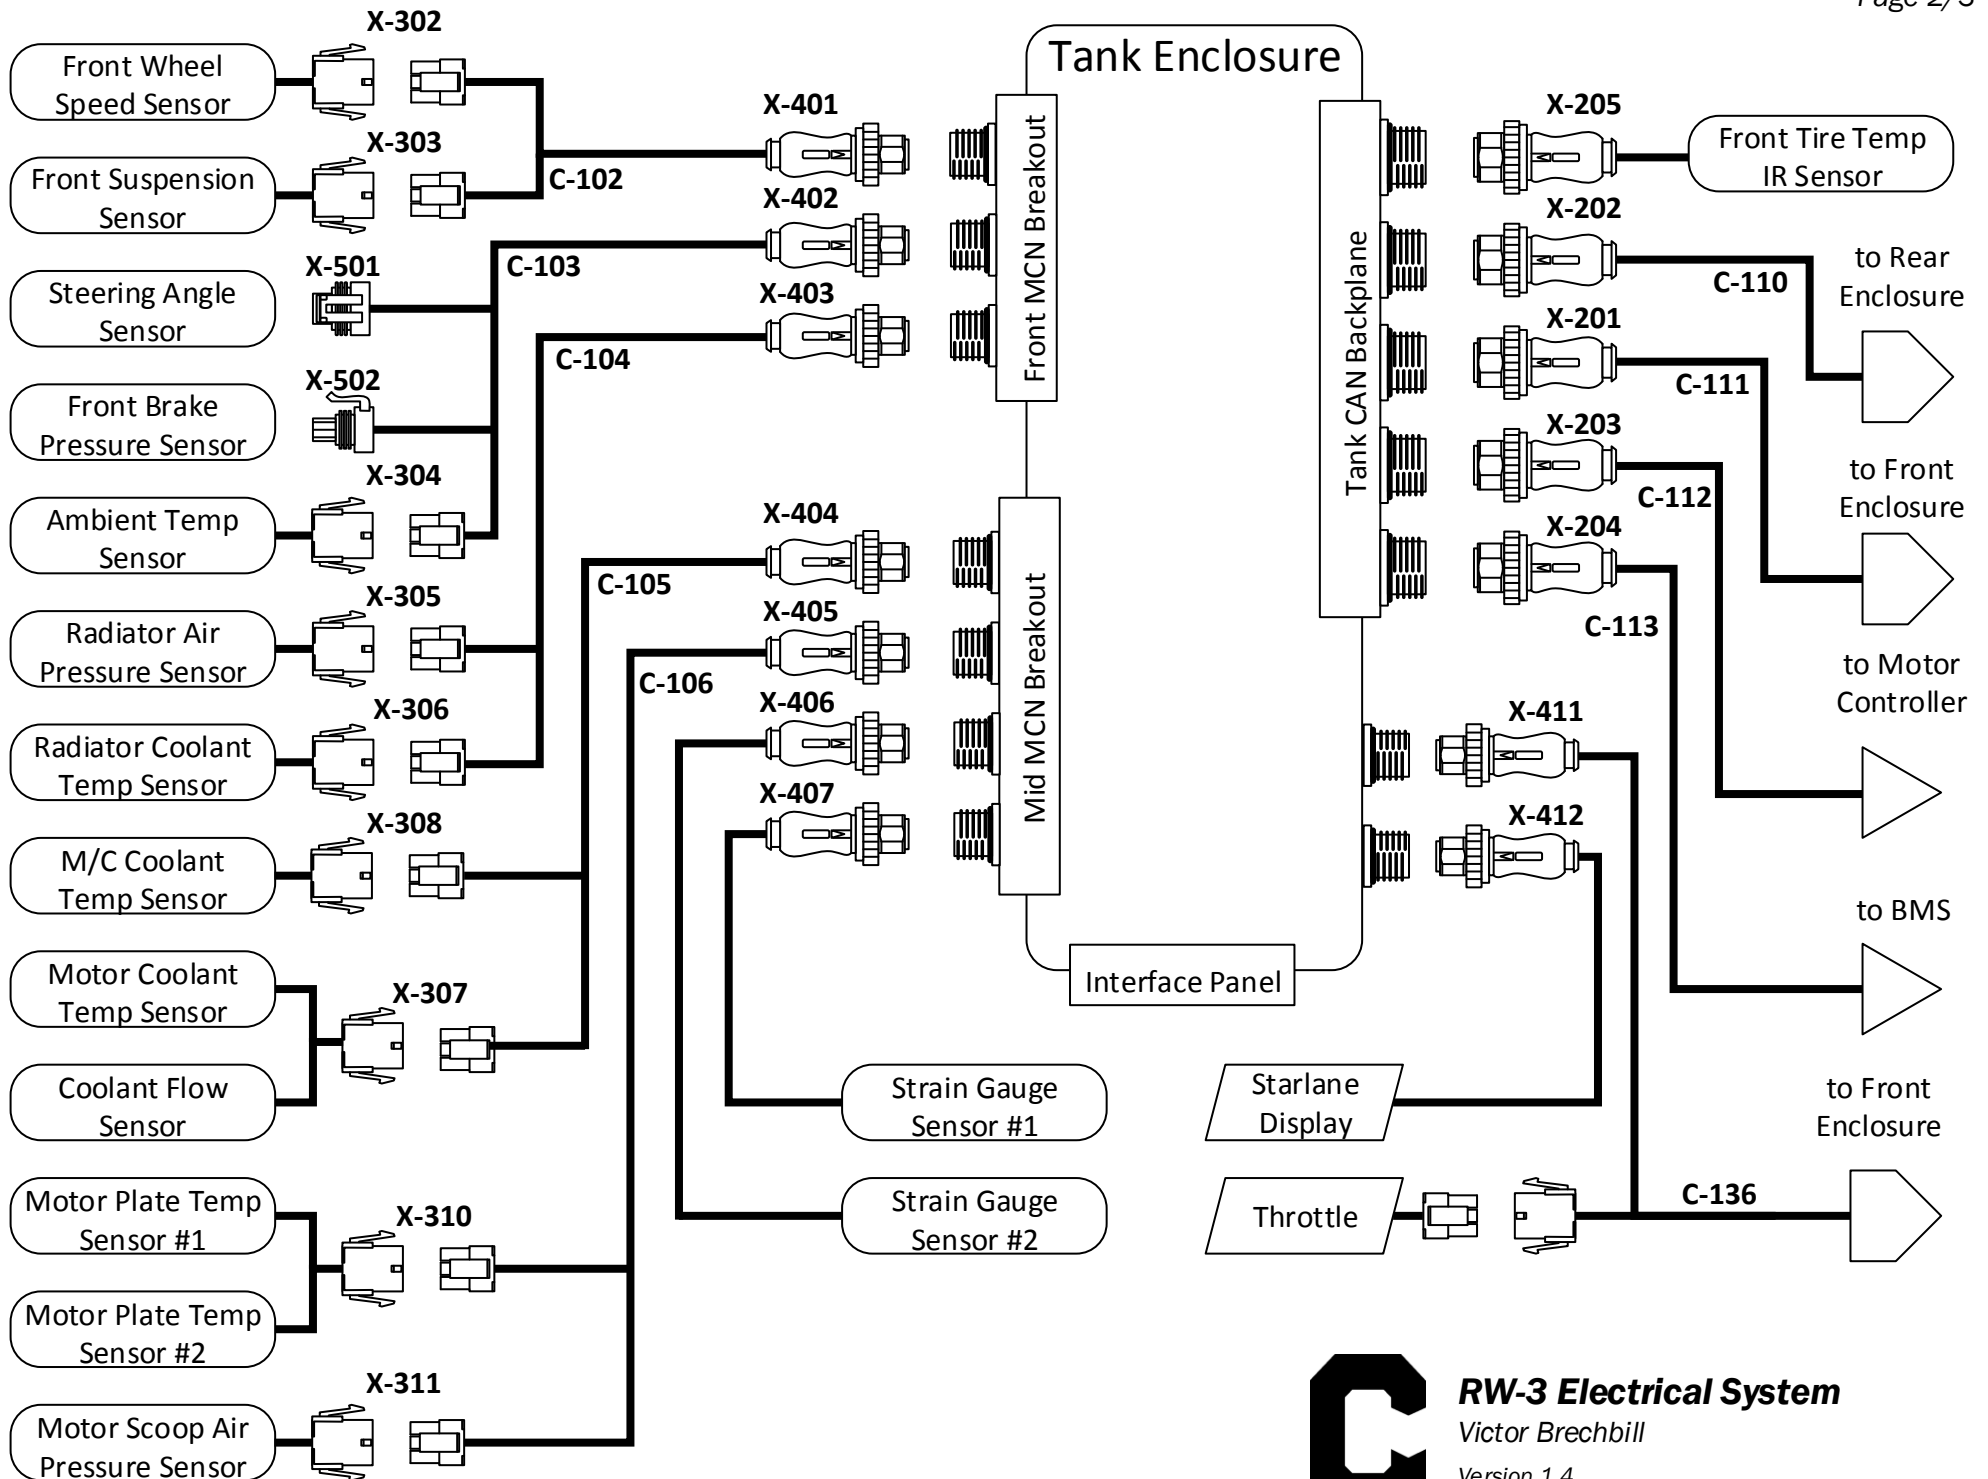 Page 2/3
X-302
Front Wheel
Speed Sensor
X-303
Front Suspension
Sensor
C-102
X-501
Steering Angle
Sensor
C-103
X-502
Front Brake
Pressure Sensor
C-104
X-304
Ambient Temp
Sensor
X-305
Radiator Air
Pressure Sensor
C-105
X-306
Radiator Coolant
Temp Sensor
C-106
X-308
M/C Coolant
Temp Sensor
Motor Coolant
Temp Sensor
X-307
Coolant Flow
Sensor
Motor Plate Temp
Sensor #1
X-310
Motor Plate Temp
Sensor #2
X-311
Motor Scoop Air
Pressure Sensor
X-401
X-402
X-403
X-404
X-405
X-406
X-407
Tank Enclosure
Front MCN Breakout
Mid MCN Breakout
Tank CAN Backplane
Interface Panel
Strain Gauge
Sensor #1
Strain Gauge
Sensor #2
X-205
Front Tire Temp
IR Sensor
X-202
C-110
to Rear
Enclosure
X-201
C-111
to Front
Enclosure
X-203
C-112
to Motor
Controller
X-204
C-113
to BMS
X-411
X-412
Starlane
Display
Throttle
C-136
to Front
Enclosure
RW-3 Electrical System
Victor Brechbill
Version 1.4